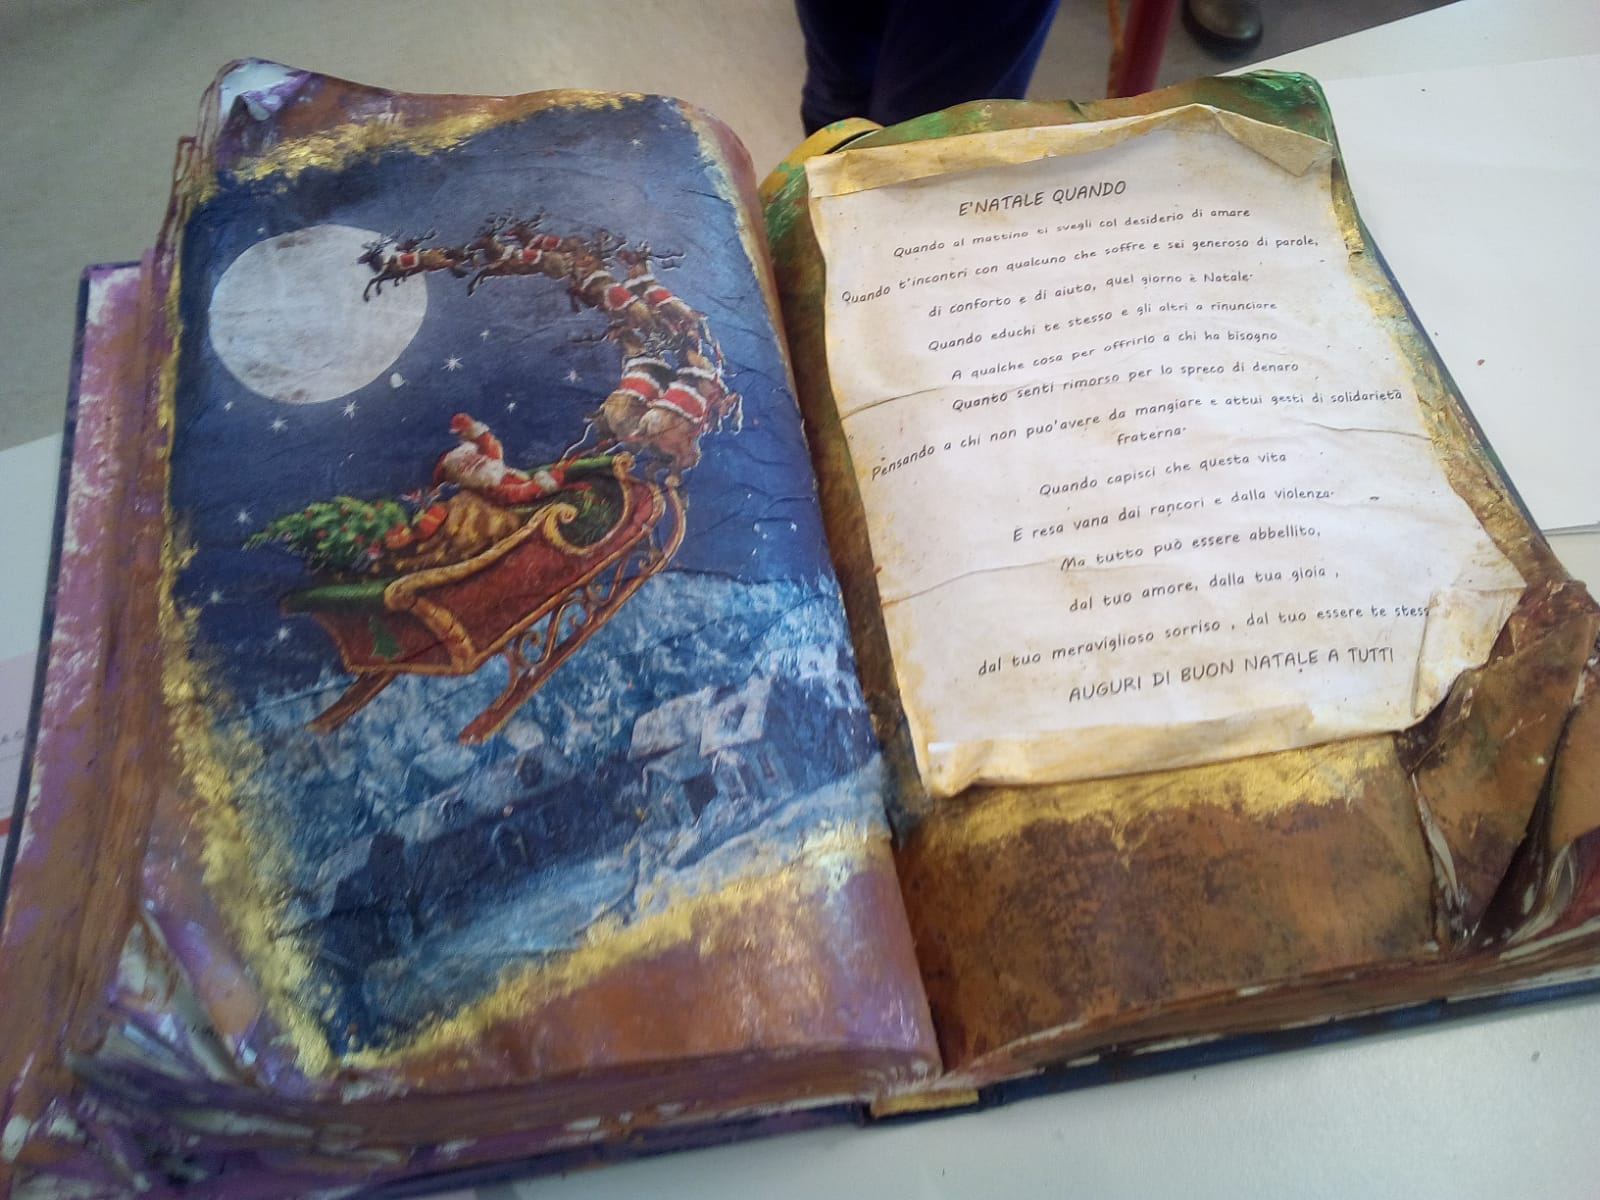 E'NATALE QUANDO
Quando al mattino ti svegli col desiderio di amare
Quando t'incontri con qualcuno che soffre e sei generoso di parole,
di conforto e di aiuto, quel giorno è Natale.
Quando educhi te stesso e gli altri a rinunciare
A qualche cosa per offrirlo a chi ha bisogno
Quanto senti rimorso per lo spreco di denaro
Pensando a chi non puo'avere da mangiare e attui gesti di solidarietà
fraterna.
Quando capisci che questa vita
È resa vana dai rancori e dalla violenza.
Ma tutto può essere abbellito,
dal tuo amore, dalla tua gioia ,
dal tuo meraviglioso sorriso , dal tuo essere te stess
AUGURI DI BUON NATALE A TUTTI